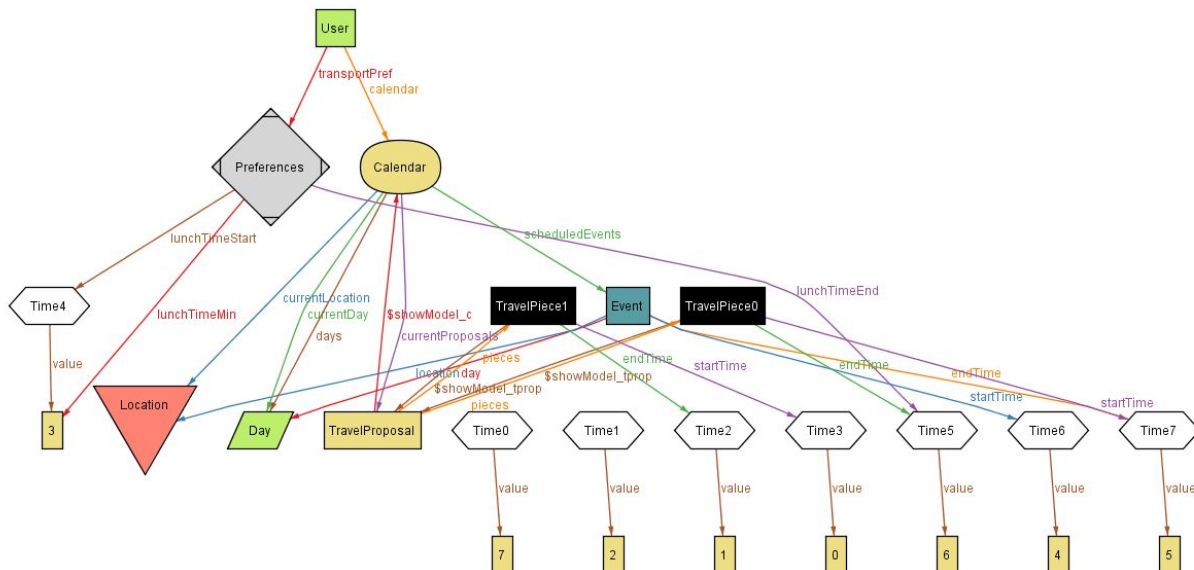 User
transportPref
calendar
Preferences
Calendar
lunchTimeStart
scheduledEvents
Time4
lunchTimeMin
currentLocation
currentDay
days
$showModel_c
currentProposals
TravelPiece1
Event
TravelPiece0
lunchTimeEnd
value
pieces
endTime
startTime
$showModel_tprop
endTime
endTime
location
day
$showModel_tprop
pieces
startTime
startTime
3
Location
Day
TravelProposal
Time0
Time1
Time2
Time3
Time5
Time6
Time7
value
value
value
value
value
value
value
7
2
1
0
6
4
5